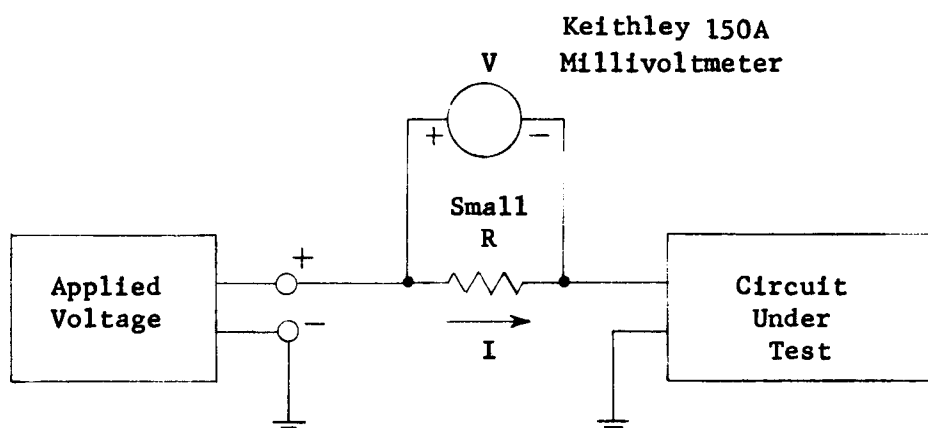 Keithley 150A
Millivoltmeter
V
+
−
Small
R
Applied
Voltage
+
−
I
Circuit
Under
Test